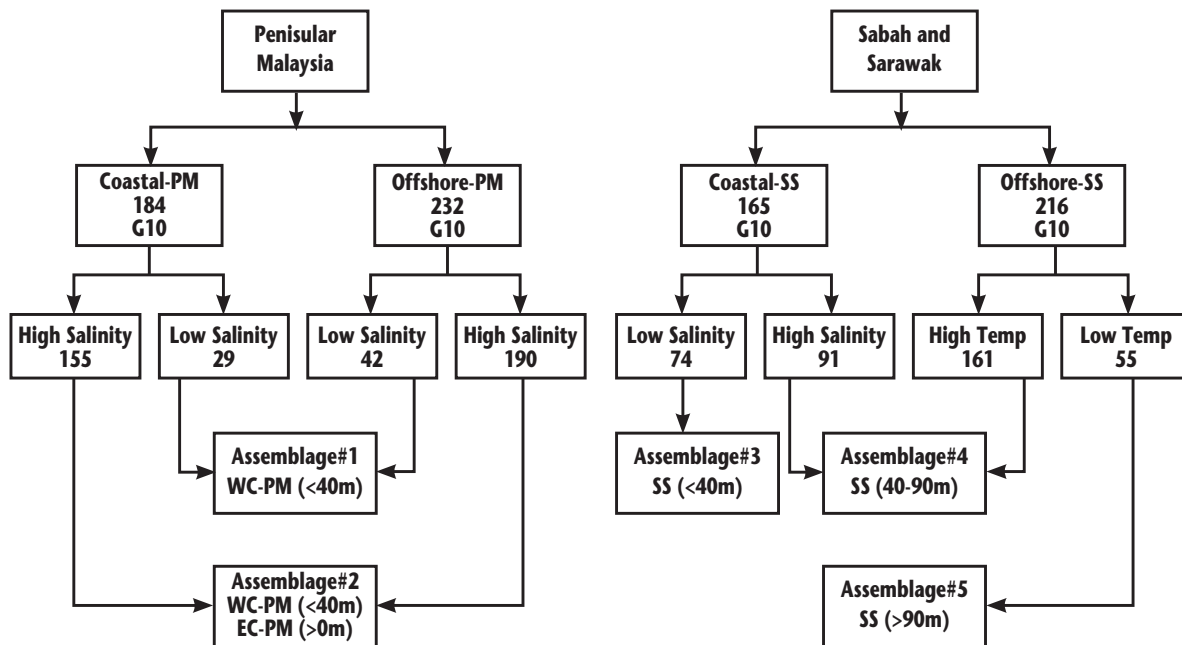 Penisular
Malaysia
Sabah and
Sarawak
Coastal-PM
184
G10
Offshore-PM
232
G10
Coastal-SS
165
G10
Offshore-SS
216
G10
High Salinity
155
Low Salinity
29
Low Salinity
42
High Salinity
190
Low Salinity
74
High Salinity
91
High Temp
161
Low Temp
55
Assemblage#1
WC-PM (<40m)
Assemblage#3
SS (<40m)
Assemblage#4
SS (40-90m)
Assemblage#2
WC-PM (<40m)
EC-PM (>0m)
Assemblage#5
SS (>90m)